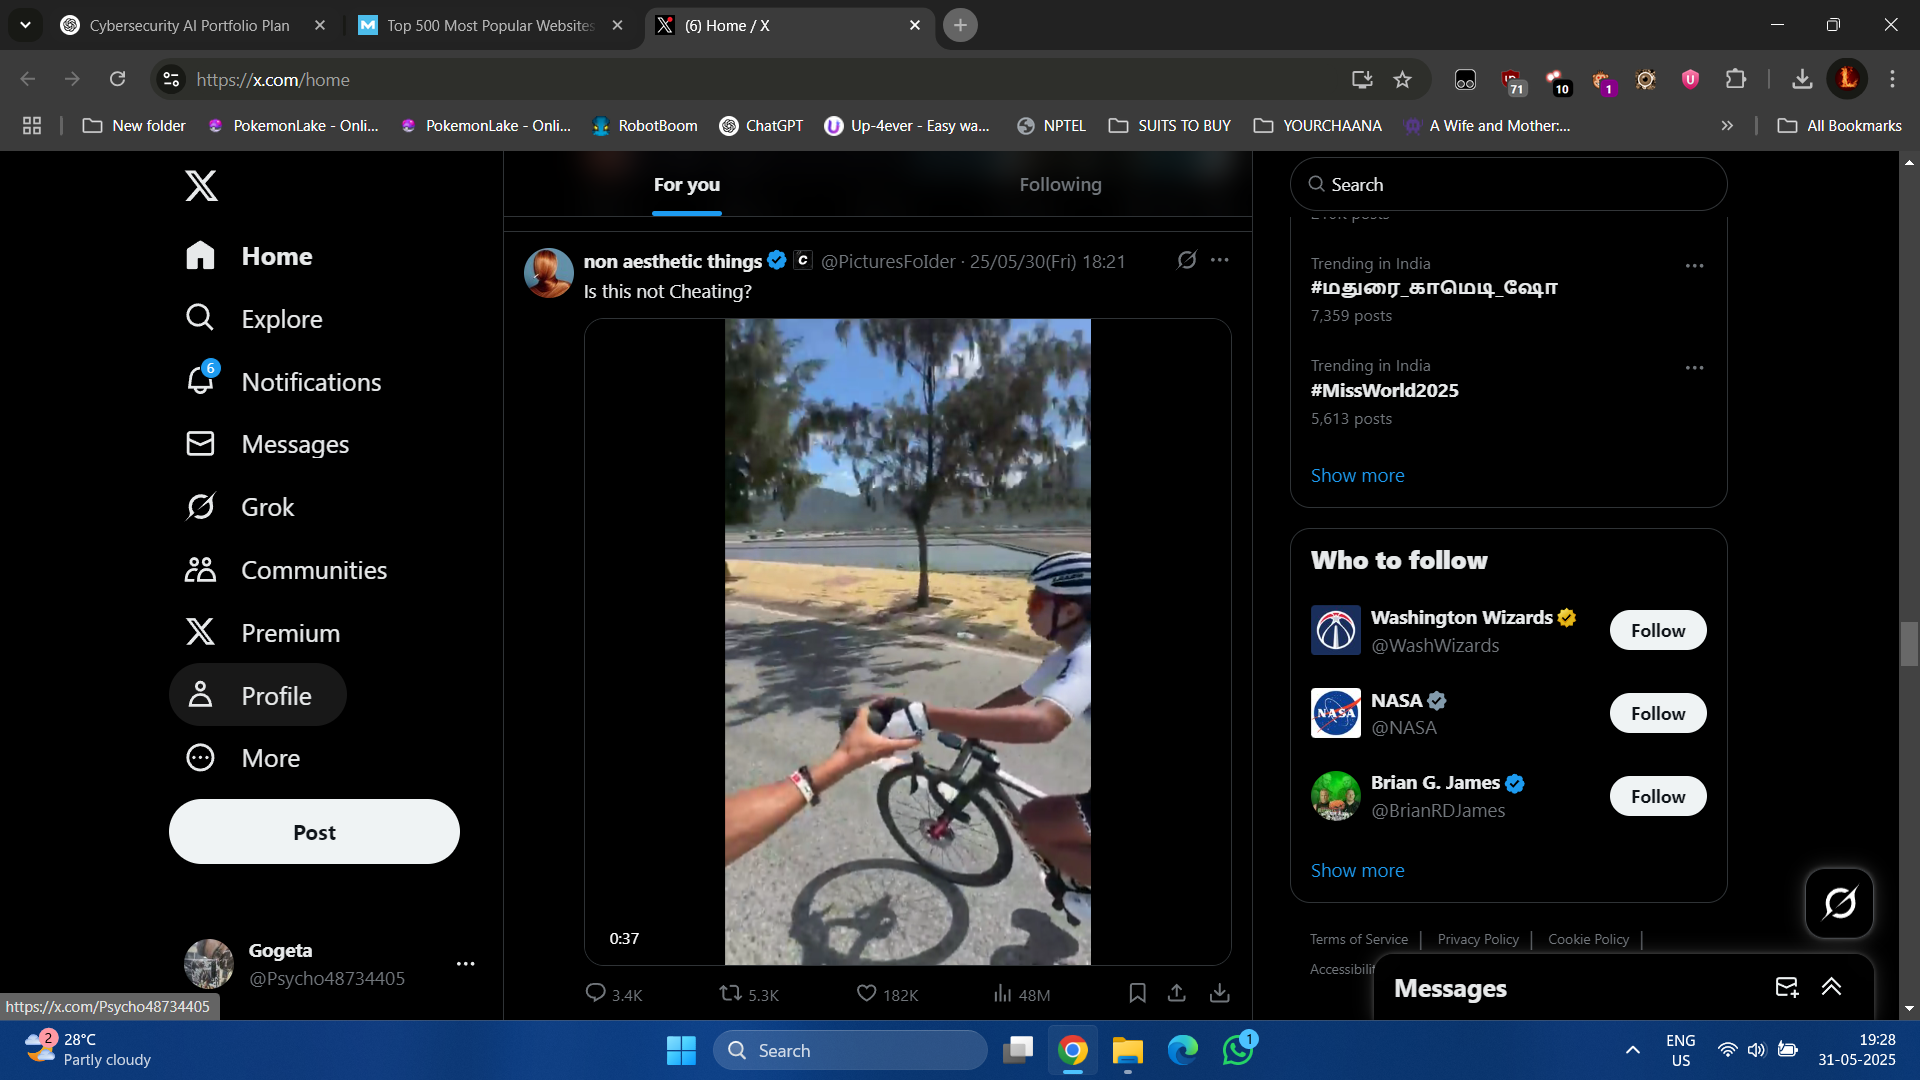 Cybersecurity AI Portfolio Plan
Top 500 Most Popular Websites
(6) Home / X
https://x.com/home
71
10
1
New folder
PokemonLake - Onli...
PokemonLake - Onli...
RobotBoom
ChatGPT
Up-4ever - Easy wa...
NPTEL
SUITS TO BUY
YOURCHAANA
A Wife and Mother:...
All Bookmarks
Home
Explore
6
Notifications
Messages
Grok
Communities
Premium
Profile
More
Post
Gogeta
@Psycho48734405
https://x.com/Psycho48734405
For you
Following
non aesthetic things
@PicturesFoIder · 25/05/30(Fri) 18:21
Is this not Cheating?
0:37
3.4K
5.3K
182K
48M
Search
Trending in India
#மதுரை_காமெடி_ஷோ
7,359 posts
Trending in India
#MissWorld2025
5,613 posts
Show more
Who to follow
Washington Wizards
@WashWizards
Follow
NASA
NASA
@NASA
Follow
Brian G. James
@BrianRDJames
Follow
Show more
Terms of Service
Privacy Policy
Cookie Policy
Messages
2
28°C
Partly cloudy
Search
1
ENG
US
19:28
31-05-2025